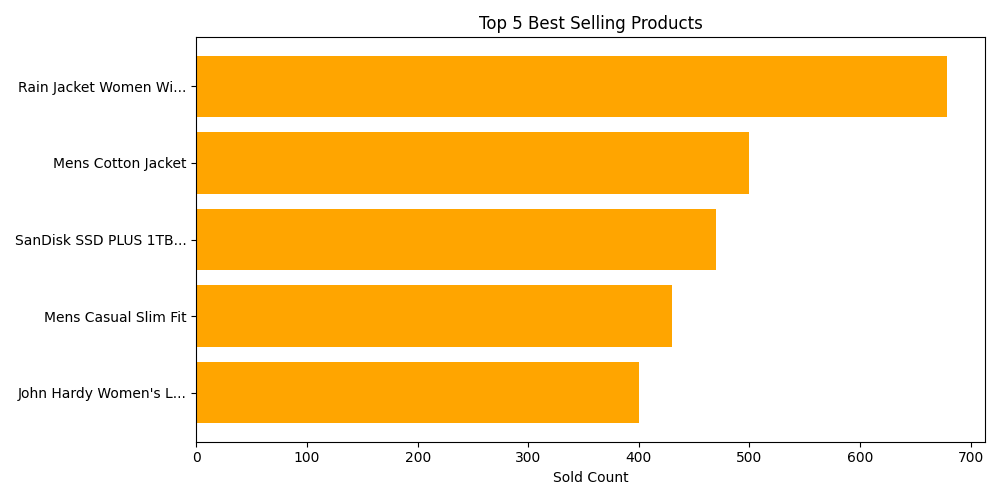 Top 5 Best Selling Products
Rain Jacket Women Wi...
Mens Cotton Jacket
SanDisk SSD PLUS 1TB...
Mens Casual Slim Fit
John Hardy Women's L...
0 100 200 300 400 500 600 700
Sold Count